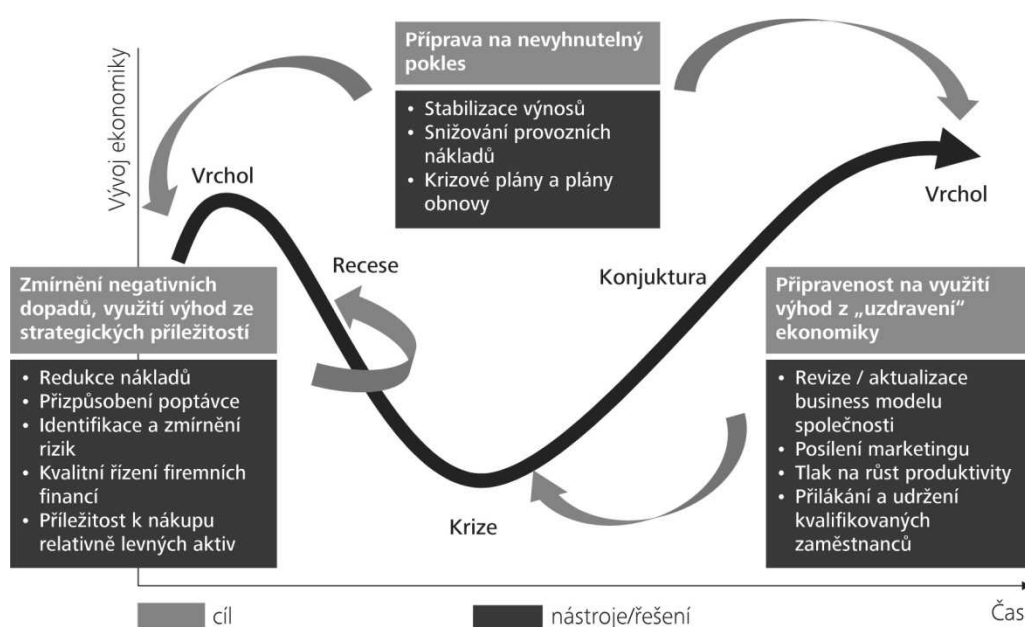 Vývoj ekonomiky
Příprava na nevyhnutelný
pokles
• Stabilizace výnosů
• Snižování provozních
nákladů
• Krizové plány a plány
obnovy
Vrchol
Vrchol
Recese
Konjuktura
Zmírnění negativních
dopadů, využití výhod ze
strategických příležitostí
• Redukce nákladů
• Přizpůsobení poptávce
• Identifikace a zmírnění
rizik
• Kvalitní řízení firemních
financí
• Příležitost k nákupu
relativně levných aktiv
Krize
Připravenost na využití
výhod z „uzdravení“
ekonomiky
• Revize / aktualizace
business modelu
společnosti
• Posílení marketingu
• Tlak na růst produktivity
• Přilákání a udržení
kvalifikovaných
zaměstnanců
cíl
nástroje/řešení
Čas